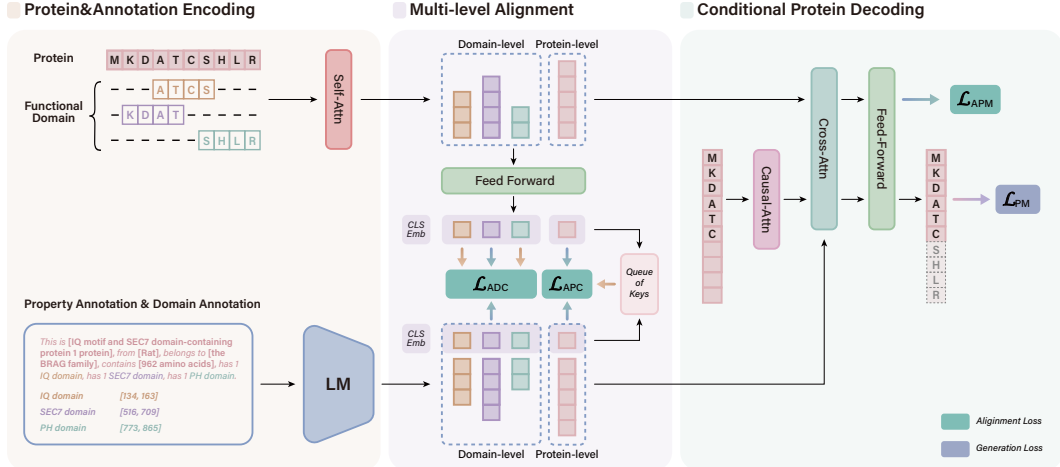 Protein&Annotation Encoding
Protein
M K D A T C S H L R
A T C S
Functional
Domain
K D A T
S H L R
Self-Attn
Property Annotation & Domain Annotation
This is [IQ motif and SEC7 domain-containing
protein 1 protein], from [Rat], belongs to [the
BRAG family], contains [962 amino acids], has 1
IQ domain, has 1 SEC7 domain, has 1 PH domain.
IQ domain [134, 163]
SEC7 domain [516, 709]
PH domain [773, 865]
LM
Multi-level Alignment
Domain-level Protein-level
Feed Forward
CLS
Emb
ℒADC ℒAPC
Queue
of
Keys
CLS
Emb
Domain-level Protein-level
Conditional Protein Decoding
M
K
D
A
T
C
Causal-Attn
Cross-Attn
Feed-Forward
ℒAPM
M
K
D
A
T
C
S
H
L
R
ℒPM
Alignment Loss
Generation Loss